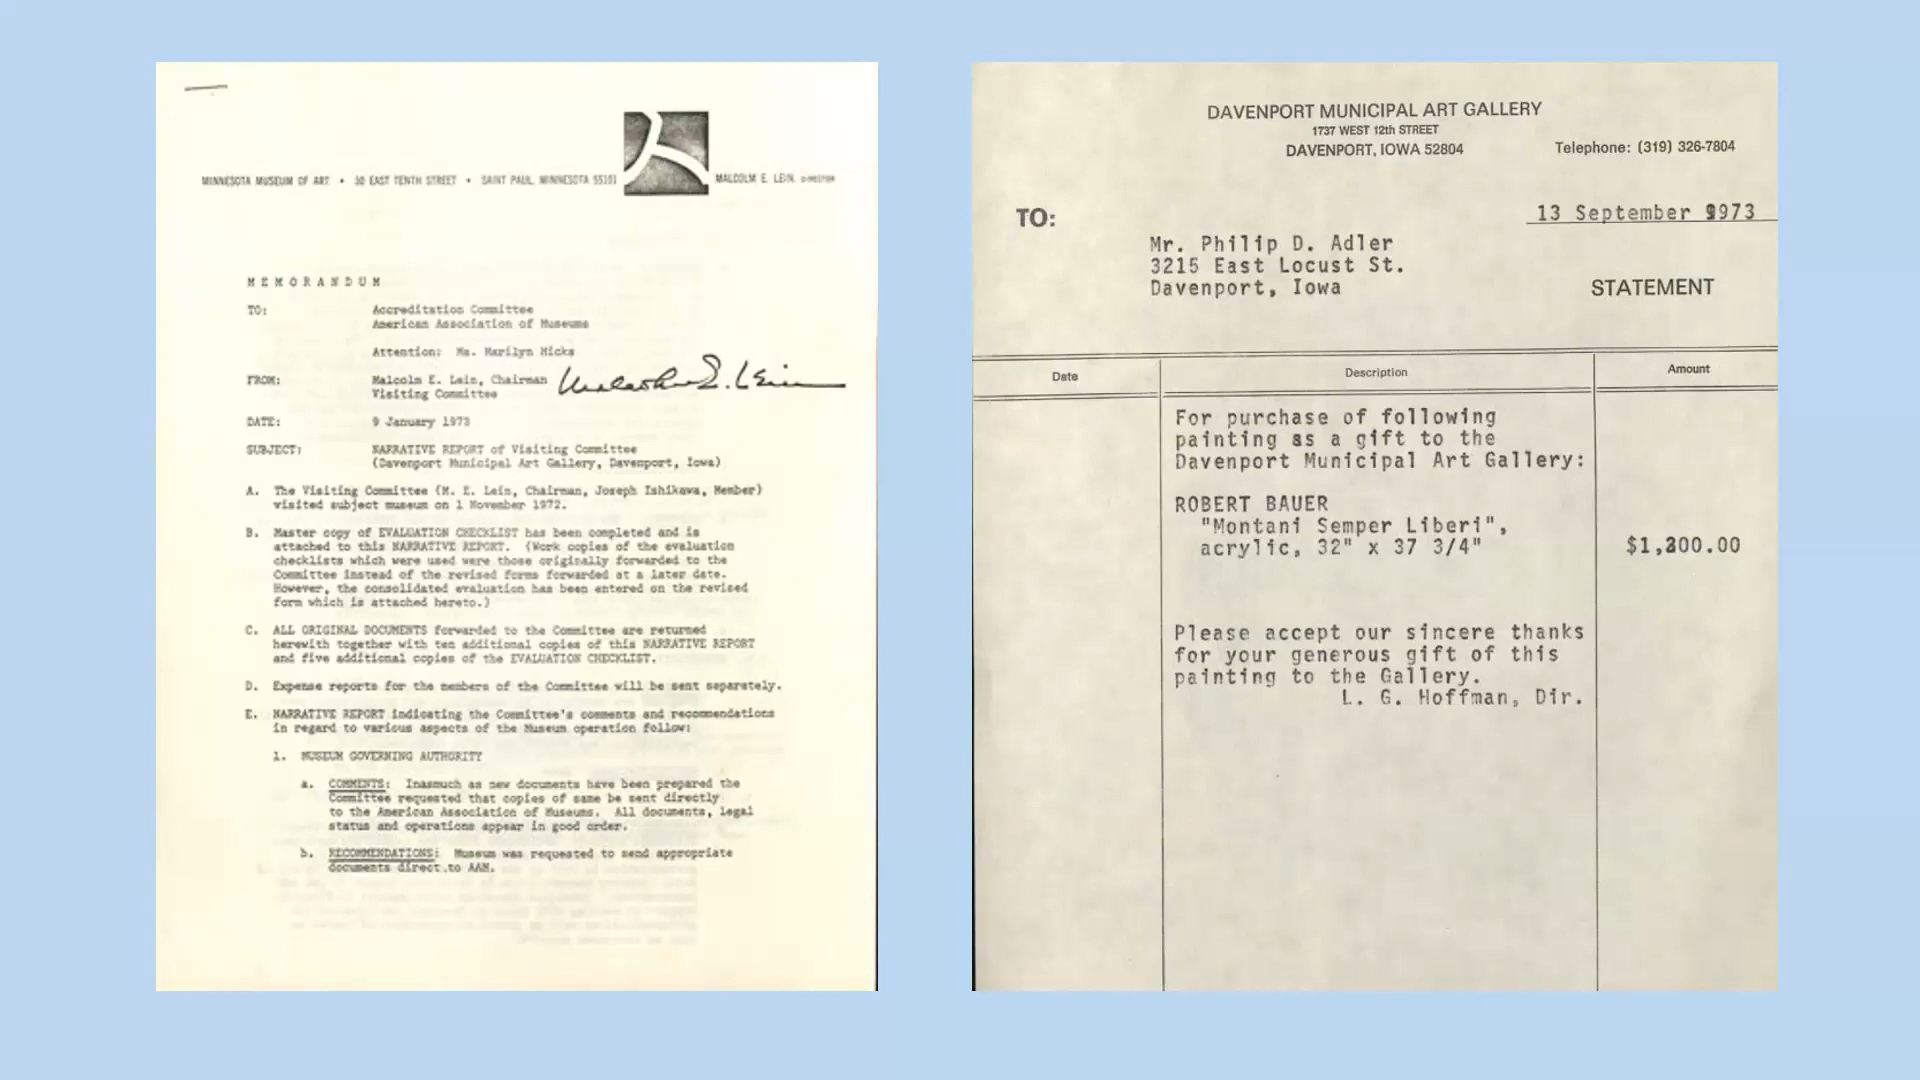 MINNESOTA MUSEUM OF ART • 30 EAST TENTH STREET • SAINT PAUL, MINNESOTA 55101 MALCOLM E. LEIN, DIRECTOR
MEMORANDUM
TO: Accreditation Committee
American Association of Museums
Attention: Ms. Marilyn Hicks
FROM: Malcolm E. Lein, Chairman Malcolm E. Lein
Visiting Committee
DATE: 9 January 1973
SUBJECT: NARRATIVE REPORT of Visiting Committee
(Davenport Municipal Art Gallery, Davenport, Iowa)
A. The Visiting Committee (M. E. Lein, Chairman, Joseph Ishikawa, Member)
visited subject museum on 1 November 1972.
B. Master copy of EVALUATION CHECKLIST has been completed and is
attached to this NARRATIVE REPORT. (Work copies of the evaluation
checklists which were used were those originally forwarded to the
Committee instead of the revised forms forwarded at a later date.
However, the consolidated evaluation has been entered on the revised
form which is attached hereto.)
C. ALL ORIGINAL DOCUMENTS forwarded to the Committee are returned
herewith together with ten additional copies of this NARRATIVE REPORT
and five additional copies of the EVALUATION CHECKLIST.
D. Expense reports for the members of the Committee will be sent separately.
E. NARRATIVE REPORT indicating the Committee's comments and recommendations
in regard to various aspects of the Museum operation follow:
1. MUSEUM GOVERNING AUTHORITY
a. COMMENTS: Inasmuch as new documents have been prepared the
Committee requested that copies of same be sent directly
to the American Association of Museums. All documents, legal
status and operations appear in good order.
b. RECOMMENDATIONS: Museum was requested to send appropriate
documents direct to AAM.
DAVENPORT MUNICIPAL ART GALLERY
1737 WEST 12th STREET
DAVENPORT, IOWA 52804 Telephone: (319) 326-7804
TO: 13 September 1973
Mr. Philip D. Adler
3215 East Locust St.
Davenport, Iowa STATEMENT
Date Description Amount
For purchase of following
painting as a gift to the
Davenport Municipal Art Gallery:
ROBERT BAUER
"Montani Semper Liberi",
acrylic, 32" x 37 3/4" $1,200.00
Please accept our sincere thanks
for your generous gift of this
painting to the Gallery.
L. G. Hoffman, Dir.